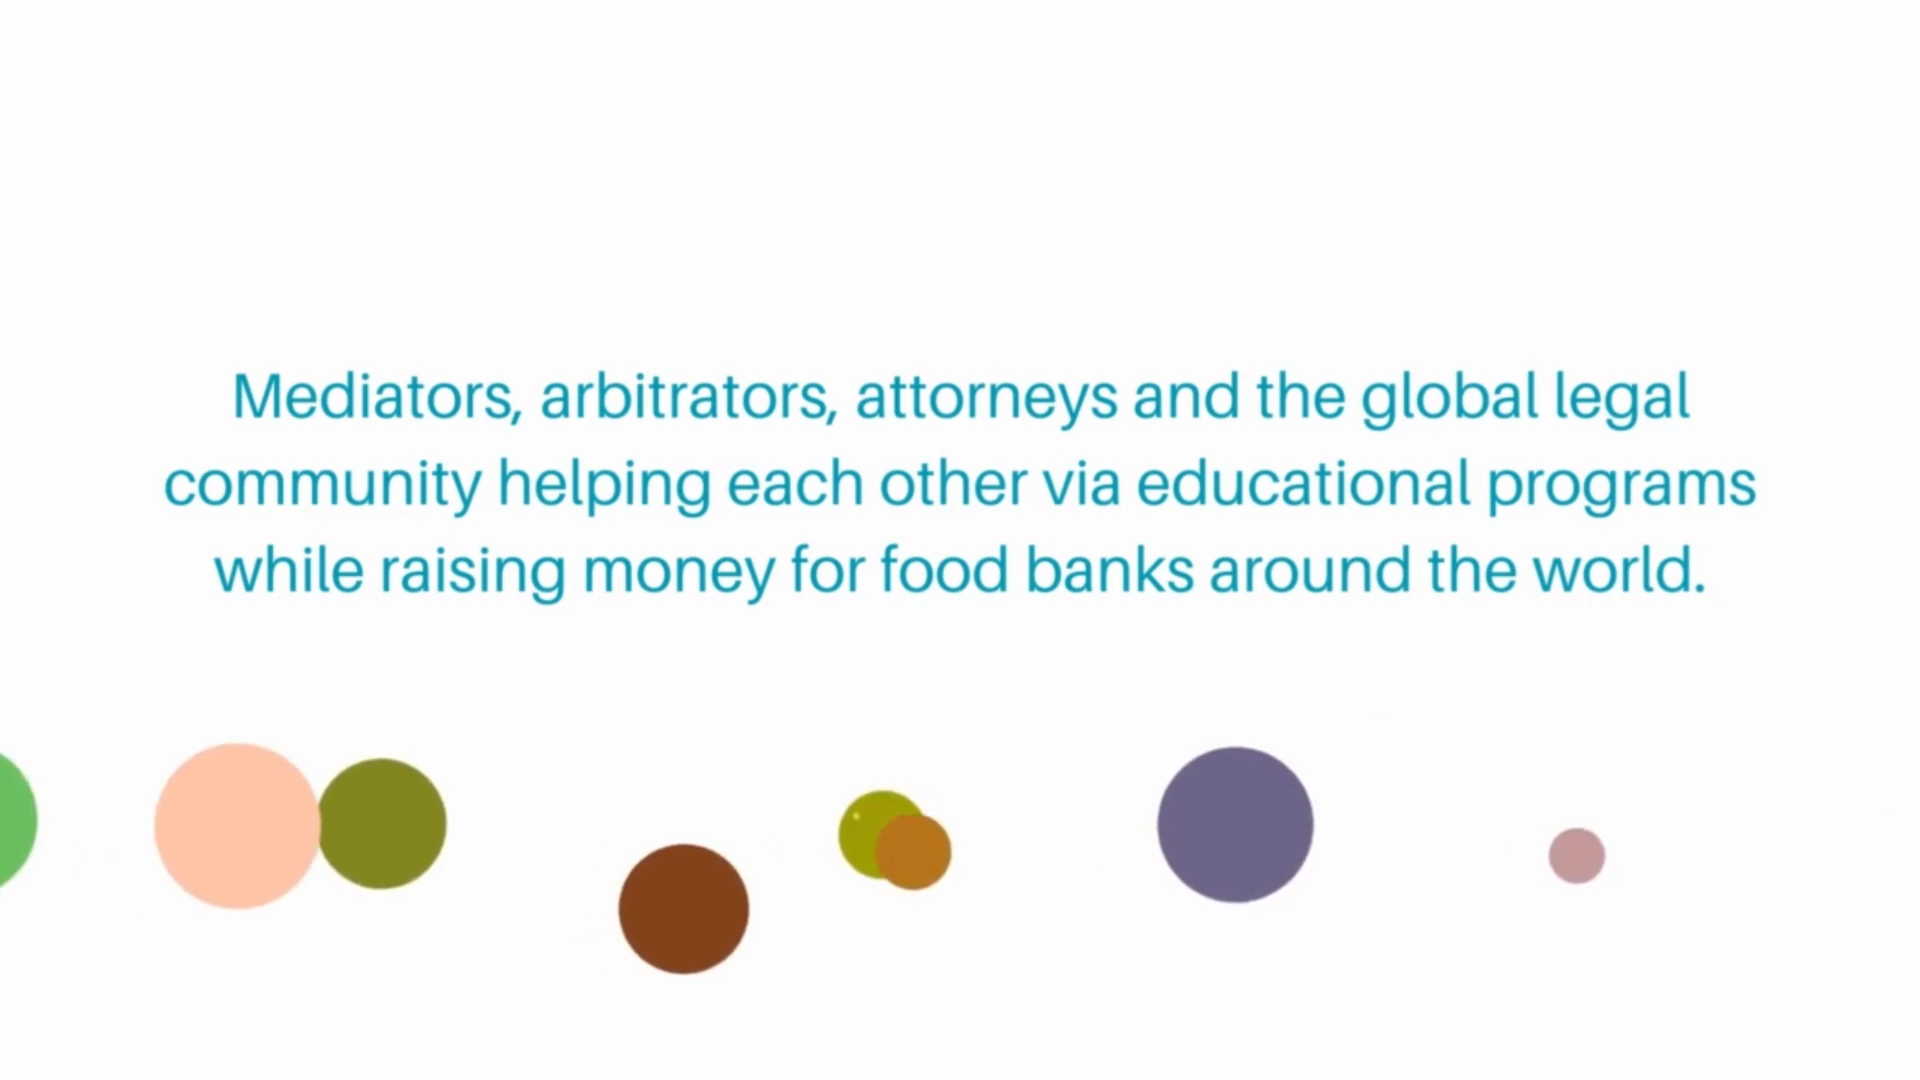 Mediators, arbitrators, attorneys and the global legal
community helping each other via educational programs
while raising money for food banks around the world.